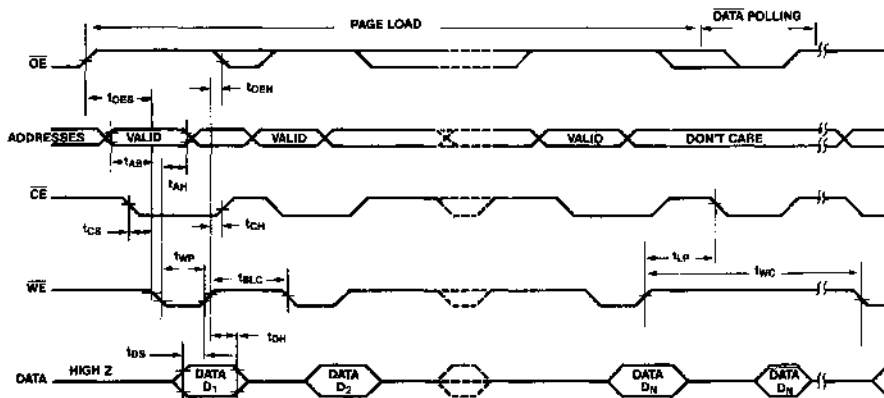 PAGE LOAD
DATA POLLING
OE
tOES
tOEH
ADDRESSES
VALID
VALID
VALID
DON'T CARE
tAS
tAH
CE
tCS
tCH
tWP
tBLC
tLP
tWC
WE
tDS
tDH
DATA
HIGH Z
DATA
D1
D2
DATA
DN
DATA
DN
DATA